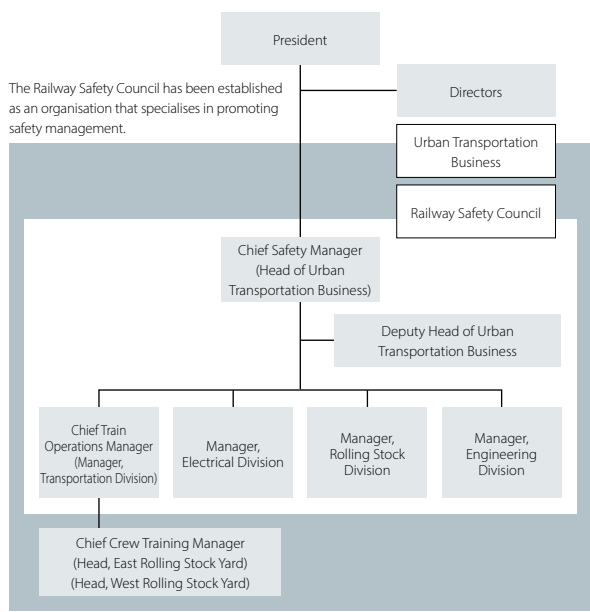 President
The Railway Safety Council has been established
as an organisation that specialises in promoting
safety management.
Directors
Urban Transportation
Business
Railway Safety Council
Chief Safety Manager
(Head of Urban
Transportation Business)
Deputy Head of Urban
Transportation Business
Chief Train
Operations Manager
(Manager,
Transportation Division)
Manager,
Electrical Division
Manager,
Rolling Stock
Division
Manager,
Engineering
Division
Chief Crew Training Manager
(Head, East Rolling Stock Yard)
(Head, West Rolling Stock Yard)